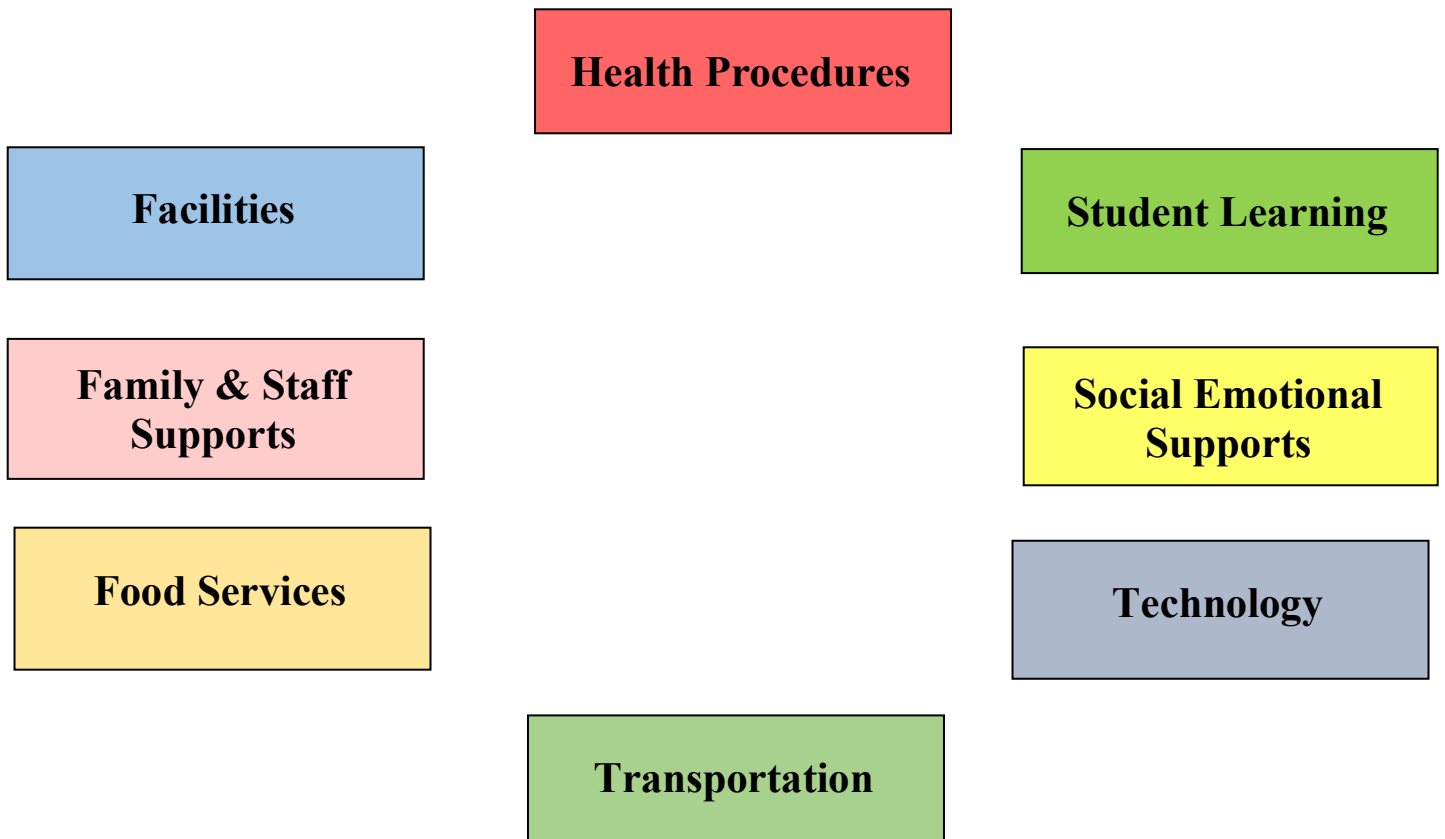 Health Procedures
Facilities
Student Learning
Family & Staff
Supports
Social Emotional
Supports
Food Services
Technology
Transportation